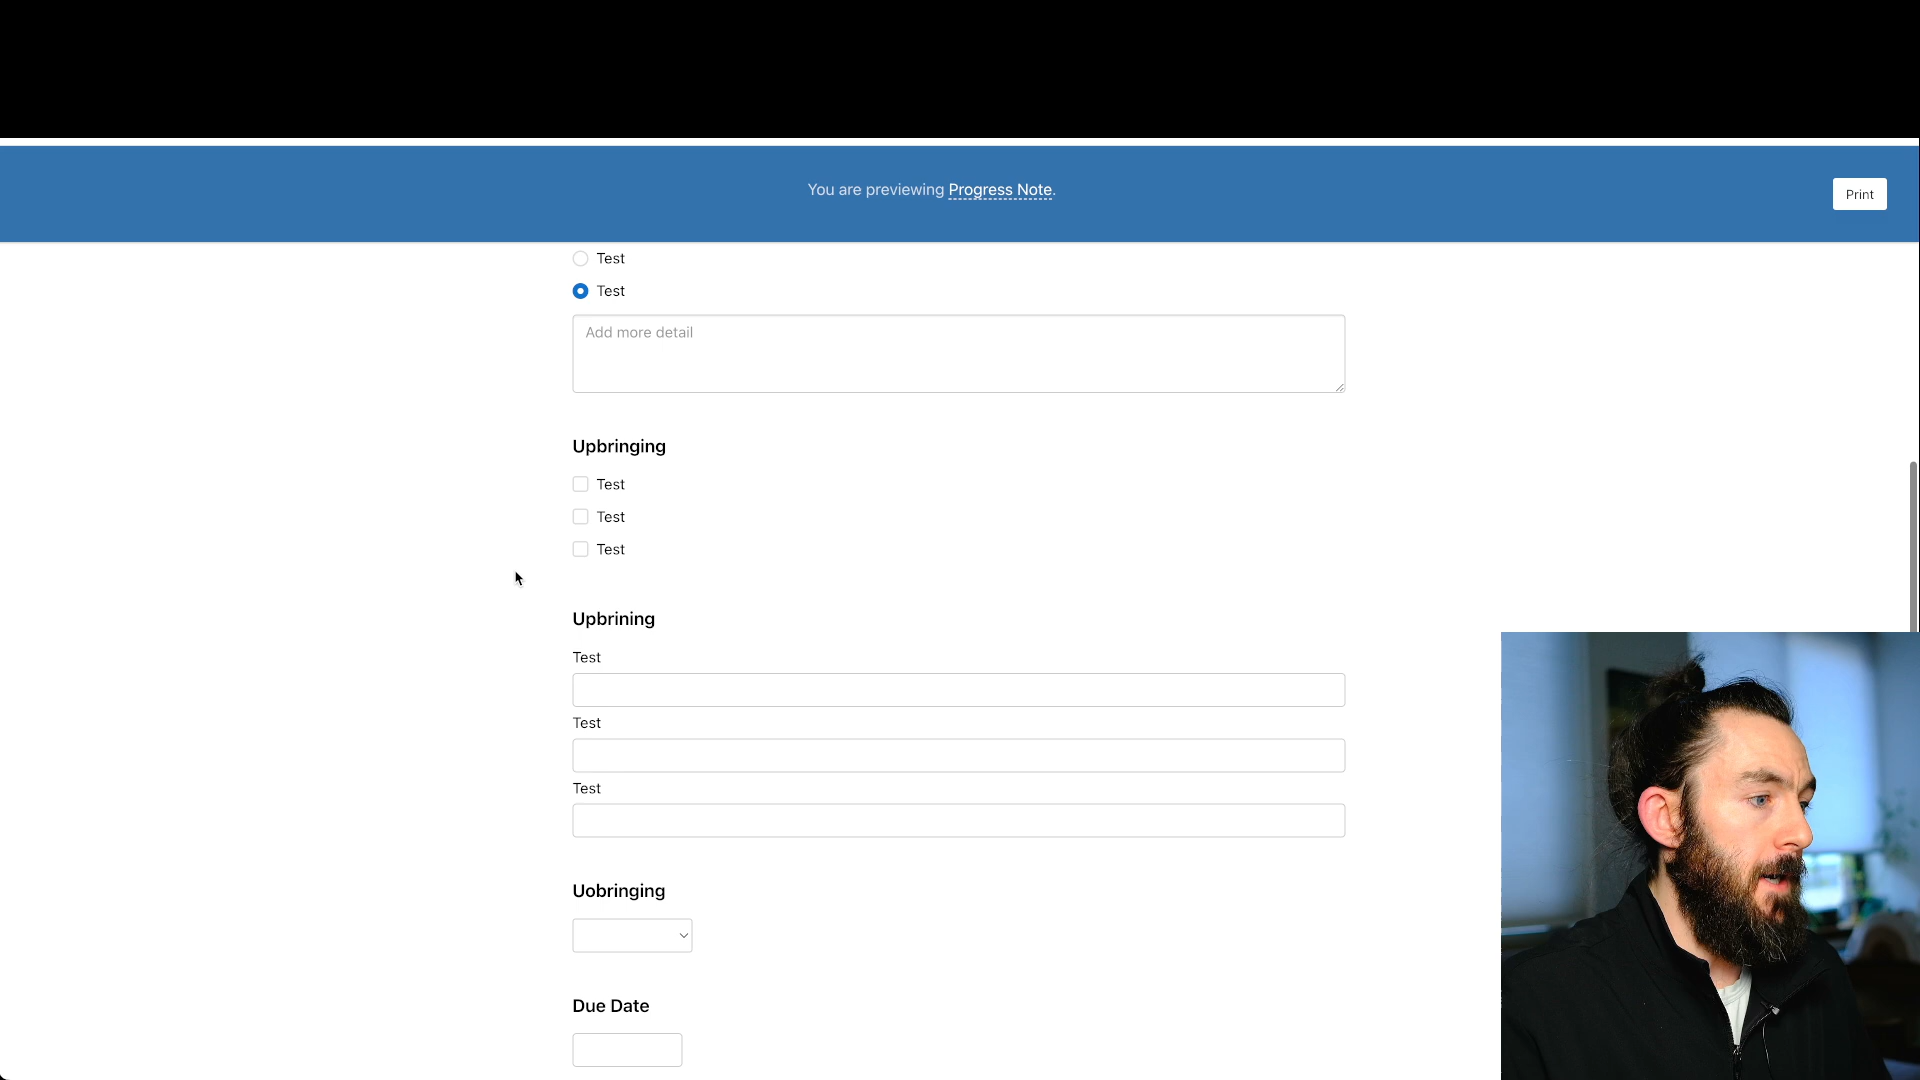 You are previewing Progress Note.
Print
Test
Test
Add more detail
Upbringing
Test
Test
Test
Upbrining
Test
Test
Test
Uobringing
Due Date